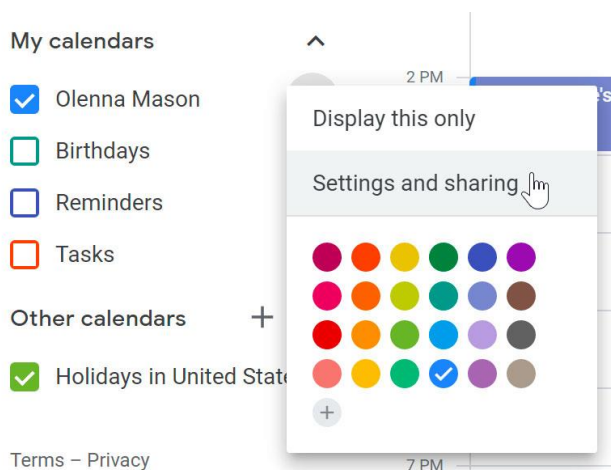 My calendars
2 PM
Olenna Mason
Display this only
Birthdays
Settings and sharing
Reminders
Tasks
Other calendars
Holidays in United State
Terms – Privacy
7 PM